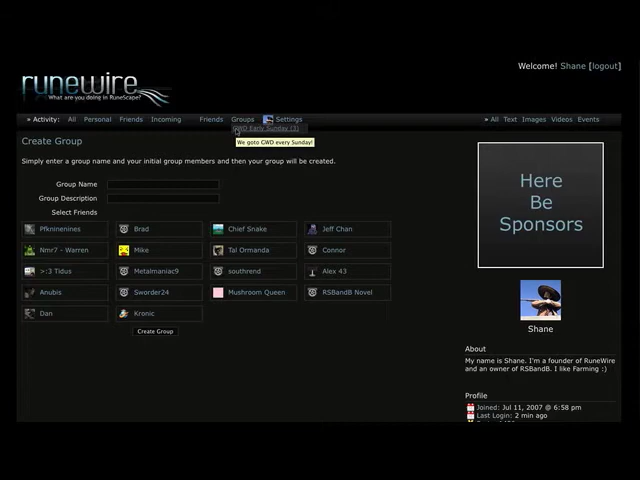 Welcome! Shane [logout]
runewire
What are you doing in RuneScape?
» Activity: All Personal Friends Incoming Friends Groups Settings » All Text Images Videos Events
GWD Early Sunday (3)
We goto GWD every Sunday!
Create Group
Simply enter a group name and your initial group members and then your group will be created.
Group Name
Group Description
Select Friends
Pfkninenines Brad Chief Snake Jeff Chan
Nmr7 - Warren Mike Tal Ormanda Connor
>:3 Tidus Metalmaniac9 southrend Alex 43
Anubis Sworder24 Mushroom Queen RSBandB Novel
Dan Kronic
Create Group
Here
Be
Sponsors
Shane
About
My name is Shane. I'm a founder of RuneWire
and an owner of RSBandB. I like Farming :)
Profile
Joined: Jul 11, 2007 @ 6:58 pm
Last Login: 2 min ago